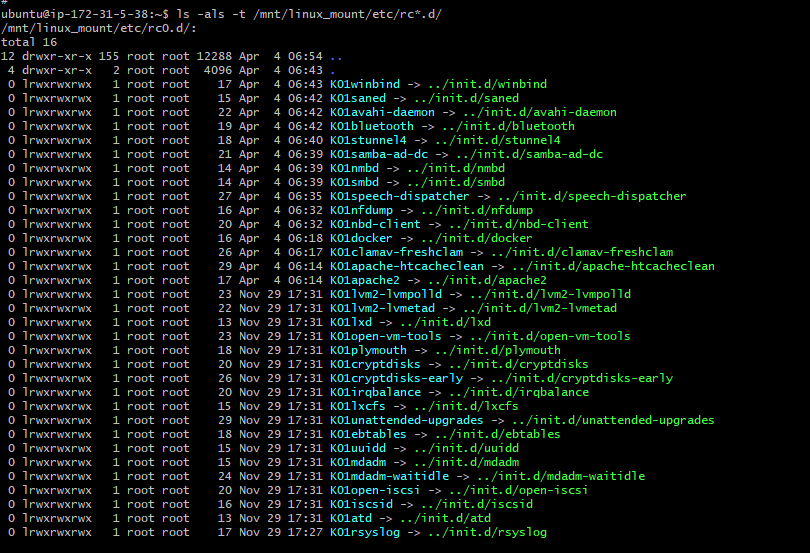 #
ubuntu@ip-172-31-5-38:~$ ls -als -t /mnt/linux_mount/etc/rc*.d/
/mnt/linux_mount/etc/rc0.d/:
total 16
12 drwxr-xr-x 155 root root 12288 Apr  4 06:54 ..
 4 drwxr-xr-x   2 root root  4096 Apr  4 06:43 .
 0 lrwxrwxrwx   1 root root    17 Apr  4 06:43 K01winbind -> ../init.d/winbind
 0 lrwxrwxrwx   1 root root    15 Apr  4 06:42 K01saned -> ../init.d/saned
 0 lrwxrwxrwx   1 root root    22 Apr  4 06:42 K01avahi-daemon -> ../init.d/avahi-daemon
 0 lrwxrwxrwx   1 root root    19 Apr  4 06:42 K01bluetooth -> ../init.d/bluetooth
 0 lrwxrwxrwx   1 root root    18 Apr  4 06:40 K01stunnel4 -> ../init.d/stunnel4
 0 lrwxrwxrwx   1 root root    21 Apr  4 06:39 K01samba-ad-dc -> ../init.d/samba-ad-dc
 0 lrwxrwxrwx   1 root root    14 Apr  4 06:39 K01nmbd -> ../init.d/nmbd
 0 lrwxrwxrwx   1 root root    14 Apr  4 06:39 K01smbd -> ../init.d/smbd
 0 lrwxrwxrwx   1 root root    27 Apr  4 06:35 K01speech-dispatcher -> ../init.d/speech-dispatcher
 0 lrwxrwxrwx   1 root root    16 Apr  4 06:32 K01nfdump -> ../init.d/nfdump
 0 lrwxrwxrwx   1 root root    20 Apr  4 06:32 K01nbd-client -> ../init.d/nbd-client
 0 lrwxrwxrwx   1 root root    16 Apr  4 06:18 K01docker -> ../init.d/docker
 0 lrwxrwxrwx   1 root root    26 Apr  4 06:17 K01clamav-freshclam -> ../init.d/clamav-freshclam
 0 lrwxrwxrwx   1 root root    29 Apr  4 06:14 K01apache-htcacheclean -> ../init.d/apache-htcacheclean
 0 lrwxrwxrwx   1 root root    17 Apr  4 06:14 K01apache2 -> ../init.d/apache2
 0 lrwxrwxrwx   1 root root    23 Nov 29 17:31 K01lvm2-lvmpolld -> ../init.d/lvm2-lvmpolld
 0 lrwxrwxrwx   1 root root    22 Nov 29 17:31 K01lvm2-lvmetad -> ../init.d/lvm2-lvmetad
 0 lrwxrwxrwx   1 root root    13 Nov 29 17:31 K01lxd -> ../init.d/lxd
 0 lrwxrwxrwx   1 root root    23 Nov 29 17:31 K01open-vm-tools -> ../init.d/open-vm-tools
 0 lrwxrwxrwx   1 root root    18 Nov 29 17:31 K01plymouth -> ../init.d/plymouth
 0 lrwxrwxrwx   1 root root    20 Nov 29 17:31 K01cryptdisks -> ../init.d/cryptdisks
 0 lrwxrwxrwx   1 root root    26 Nov 29 17:31 K01cryptdisks-early -> ../init.d/cryptdisks-early
 0 lrwxrwxrwx   1 root root    20 Nov 29 17:31 K01irqbalance -> ../init.d/irqbalance
 0 lrwxrwxrwx   1 root root    15 Nov 29 17:31 K01lxcfs -> ../init.d/lxcfs
 0 lrwxrwxrwx   1 root root    29 Nov 29 17:31 K01unattended-upgrades -> ../init.d/unattended-upgrades
 0 lrwxrwxrwx   1 root root    18 Nov 29 17:31 K01ebtables -> ../init.d/ebtables
 0 lrwxrwxrwx   1 root root    15 Nov 29 17:31 K01uuidd -> ../init.d/uuidd
 0 lrwxrwxrwx   1 root root    15 Nov 29 17:31 K01mdadm -> ../init.d/mdadm
 0 lrwxrwxrwx   1 root root    24 Nov 29 17:31 K01mdadm-waitidle -> ../init.d/mdadm-waitidle
 0 lrwxrwxrwx   1 root root    20 Nov 29 17:31 K01open-iscsi -> ../init.d/open-iscsi
 0 lrwxrwxrwx   1 root root    16 Nov 29 17:31 K01iscsid -> ../init.d/iscsid
 0 lrwxrwxrwx   1 root root    13 Nov 29 17:31 K01atd -> ../init.d/atd
 0 lrwxrwxrwx   1 root root    17 Nov 29 17:27 K01rsyslog -> ../init.d/rsyslog